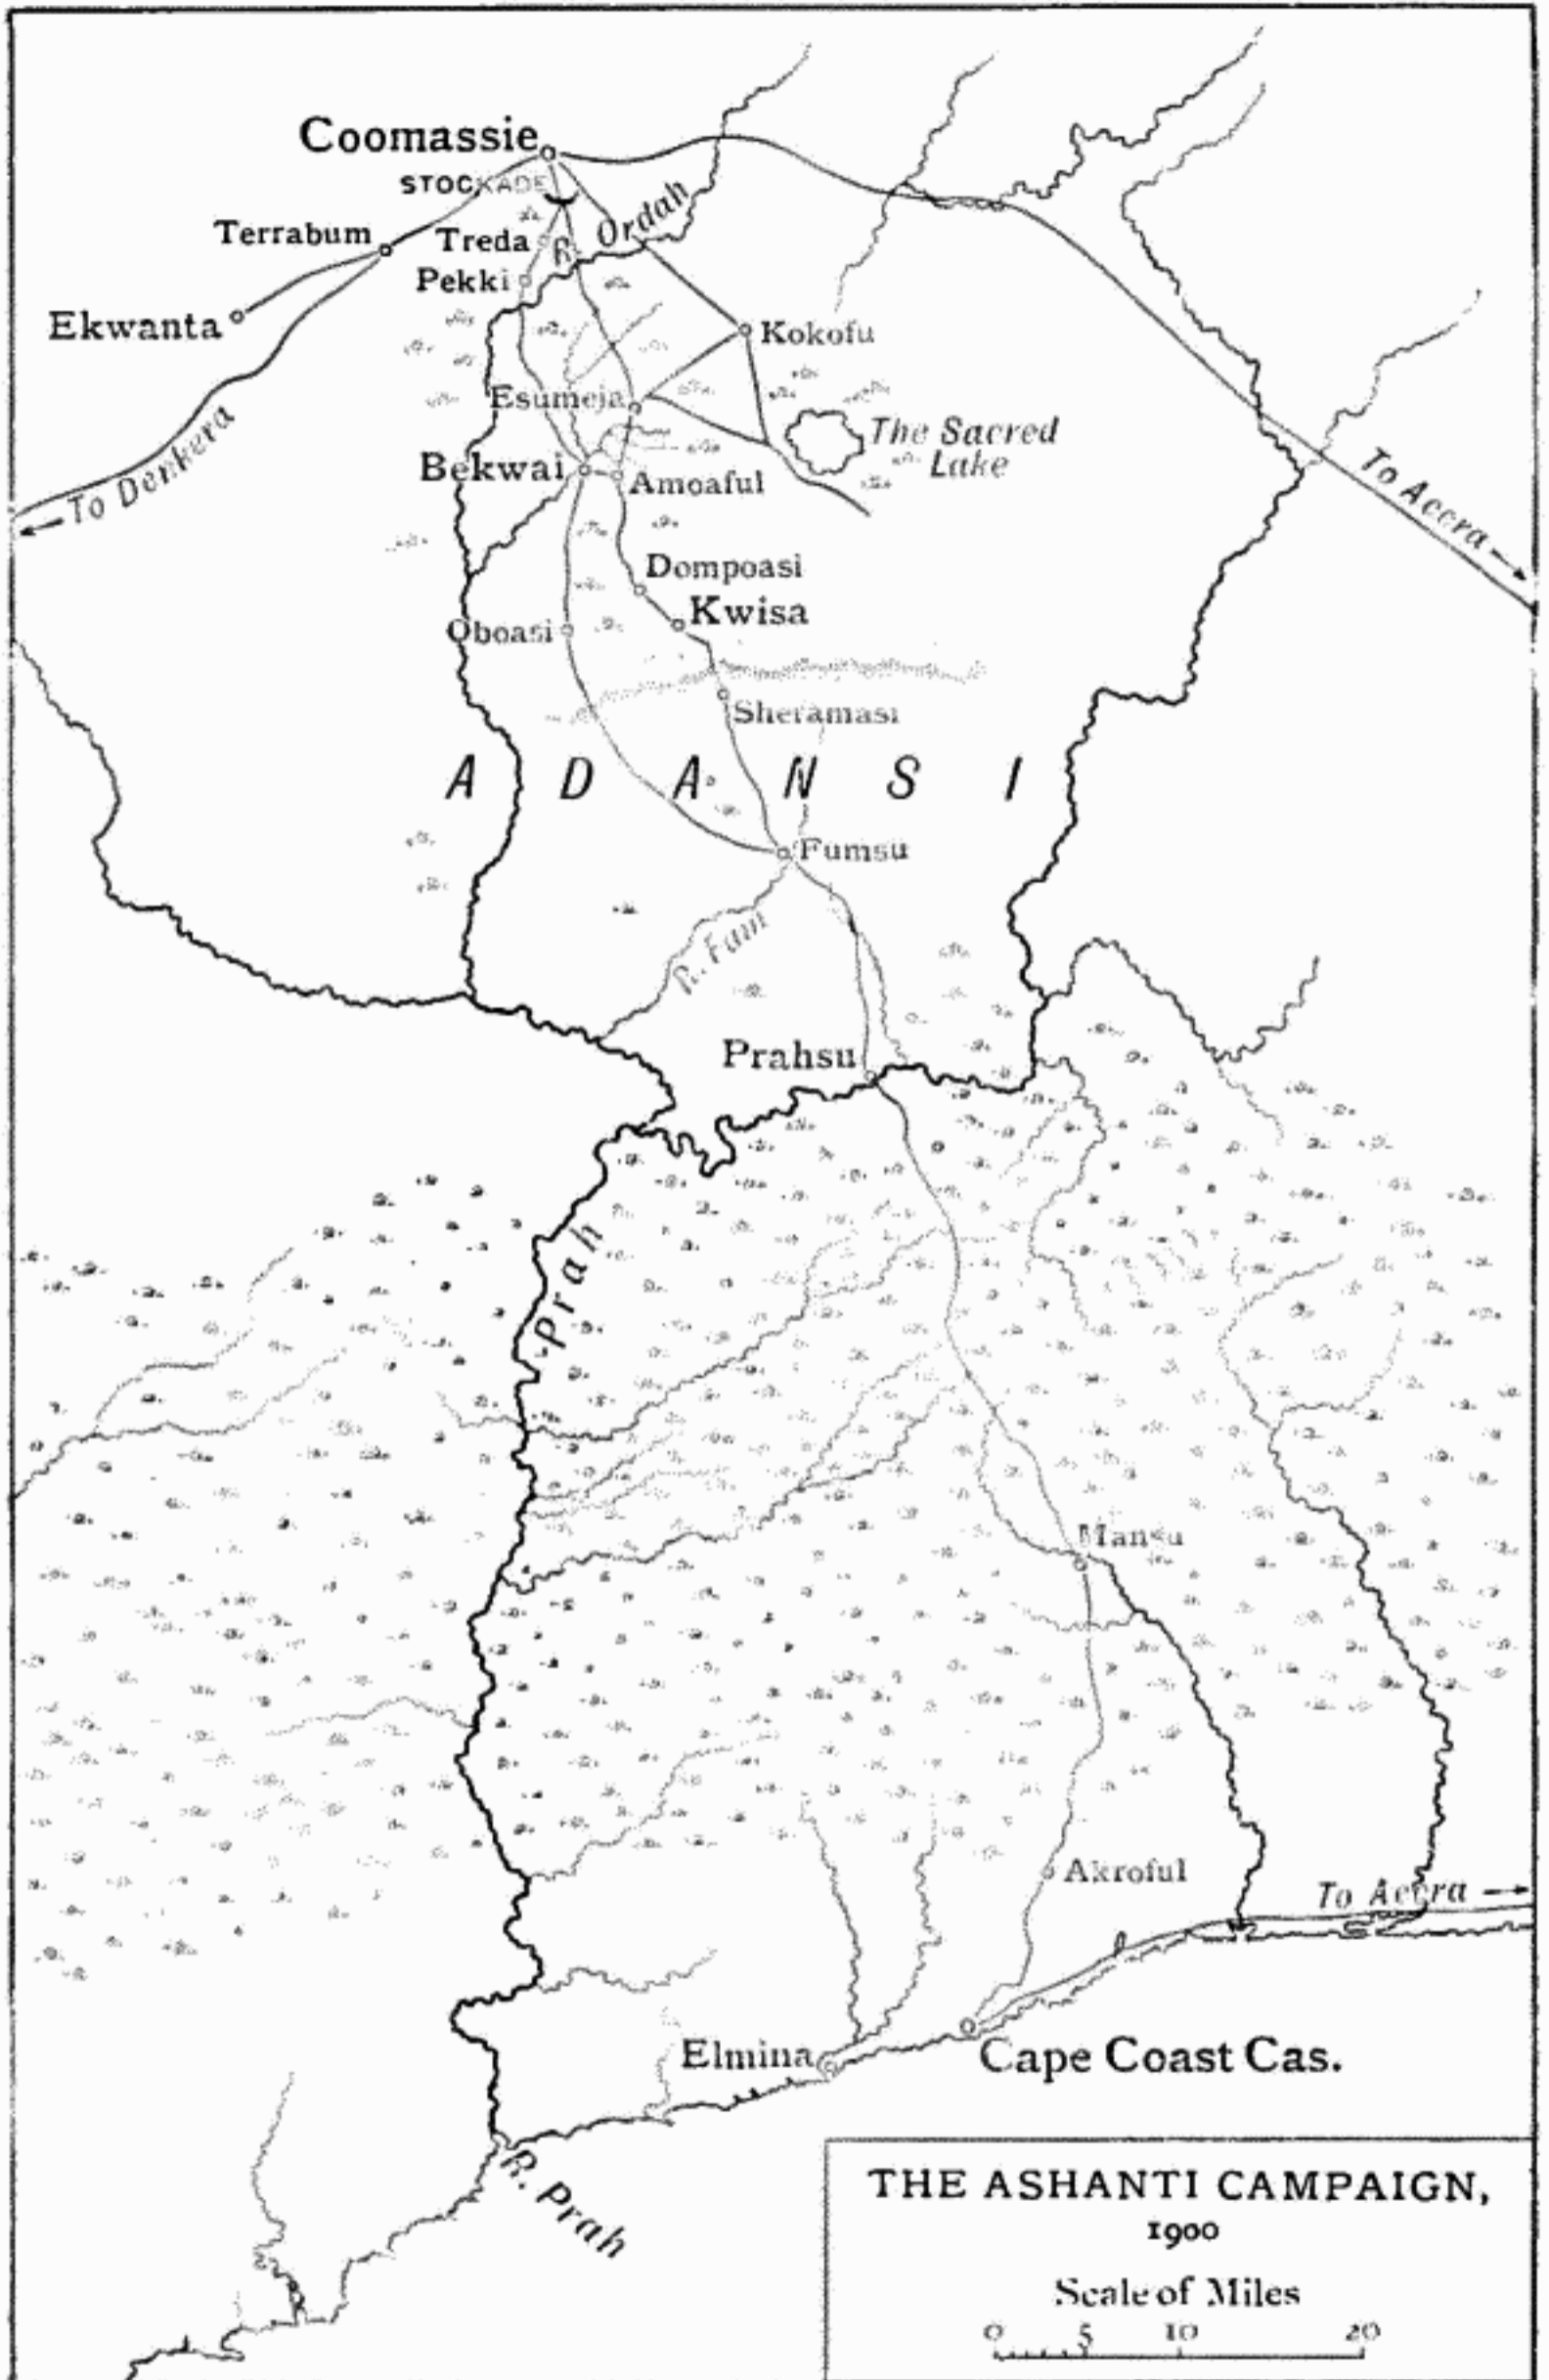 Coomassie
STOCKADE
Terrabum
Treda
R. Ordah
Pekki
Ekwanta
Kokofu
Esumeja
The Sacred
Lake
To Denkera
Bekwai
Amoaful
To Accra
Dompoasi
Kwisa
Oboasi
Sheramasi
A D A N S I
Fumsu
R. Fum
Prahsu
Prah
Mansu
Akroful
To Accra
Elmina
Cape Coast Cas.
R. Prah
THE ASHANTI CAMPAIGN,
1900
Scale of Miles
0 5 10 20